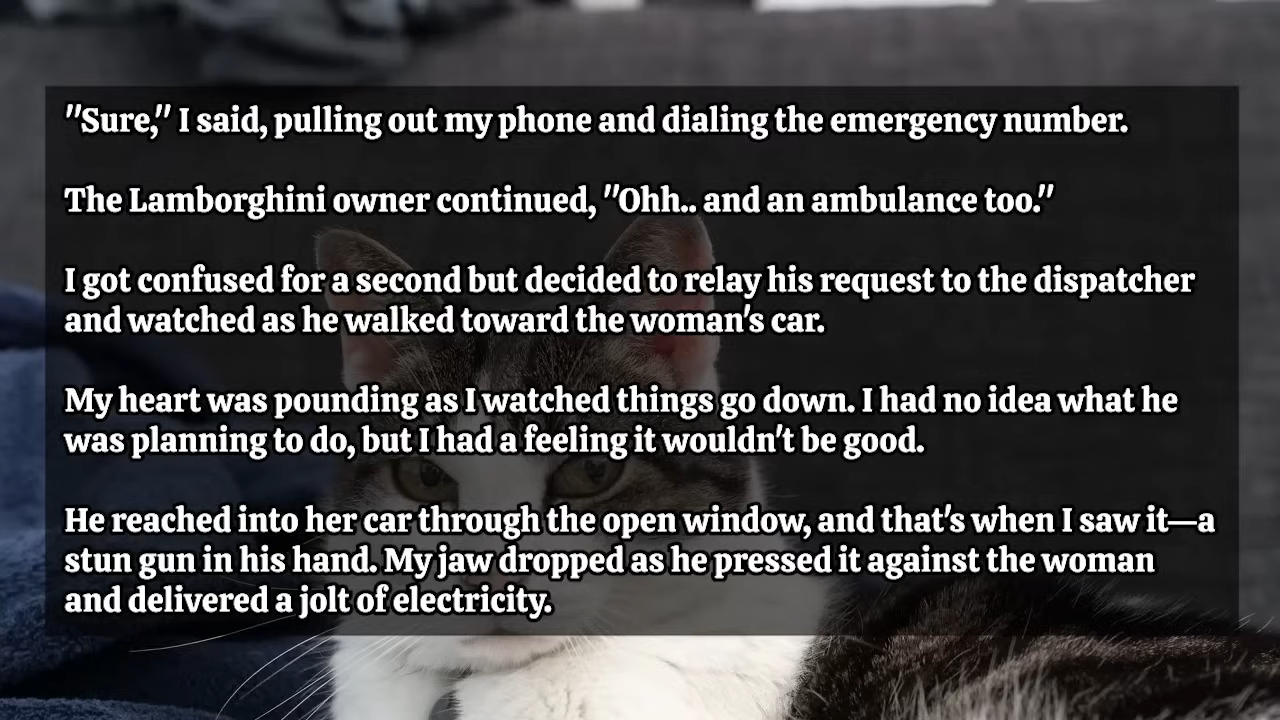 "Sure," I said, pulling out my phone and dialing the emergency number.
The Lamborghini owner continued, "Ohh.. and an ambulance too."
I got confused for a second but decided to relay his request to the dispatcher
and watched as he walked toward the woman's car.
My heart was pounding as I watched things go down. I had no idea what he
was planning to do, but I had a feeling it wouldn't be good.
He reached into her car through the open window, and that's when I saw it—a
stun gun in his hand. My jaw dropped as he pressed it against the woman
and delivered a jolt of electricity.